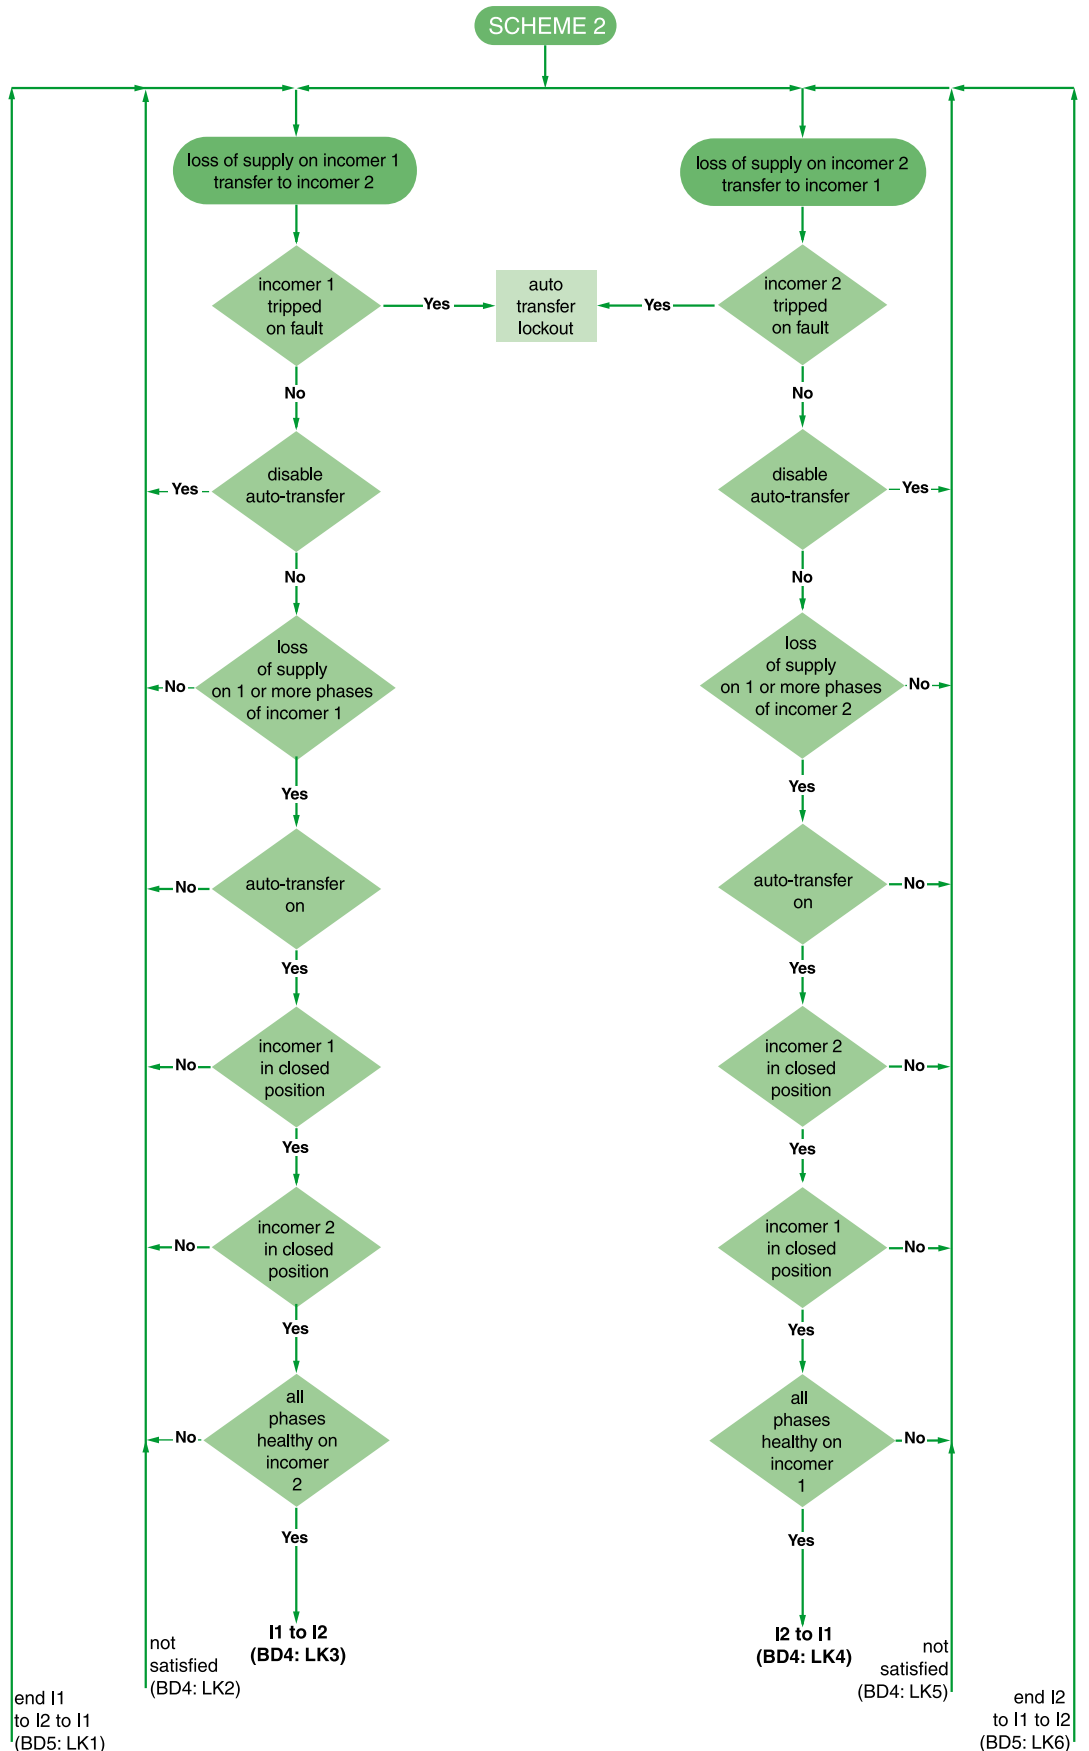 SCHEME 2
loss of supply on incomer 1
transfer to incomer 2
loss of supply on incomer 2
transfer to incomer 1
incomer 1
tripped
on fault
Yes
auto
transfer
lockout
Yes
incomer 2
tripped
on fault
No
No
Yes
disable
auto-transfer
disable
auto-transfer
Yes
No
No
No
loss
of supply
on 1 or more phases
of incomer 1
loss
of supply
on 1 or more phases
of incomer 2
No
Yes
Yes
No
auto-transfer
on
auto-transfer
on
No
Yes
Yes
No
incomer 1
in closed
position
incomer 2
in closed
position
No
Yes
Yes
No
incomer 2
in closed
position
incomer 1
in closed
position
No
Yes
Yes
No
all
phases
healthy on
incomer
2
all
phases
healthy on
incomer
1
No
Yes
Yes
I1 to I2
(BD4: LK3)
I2 to I1
(BD4: LK4)
not
satisfied
(BD4: LK2)
not
satisfied
(BD4: LK5)
end I1
to I2 to I1
(BD5: LK1)
end I2
to I1 to I2
(BD5: LK6)